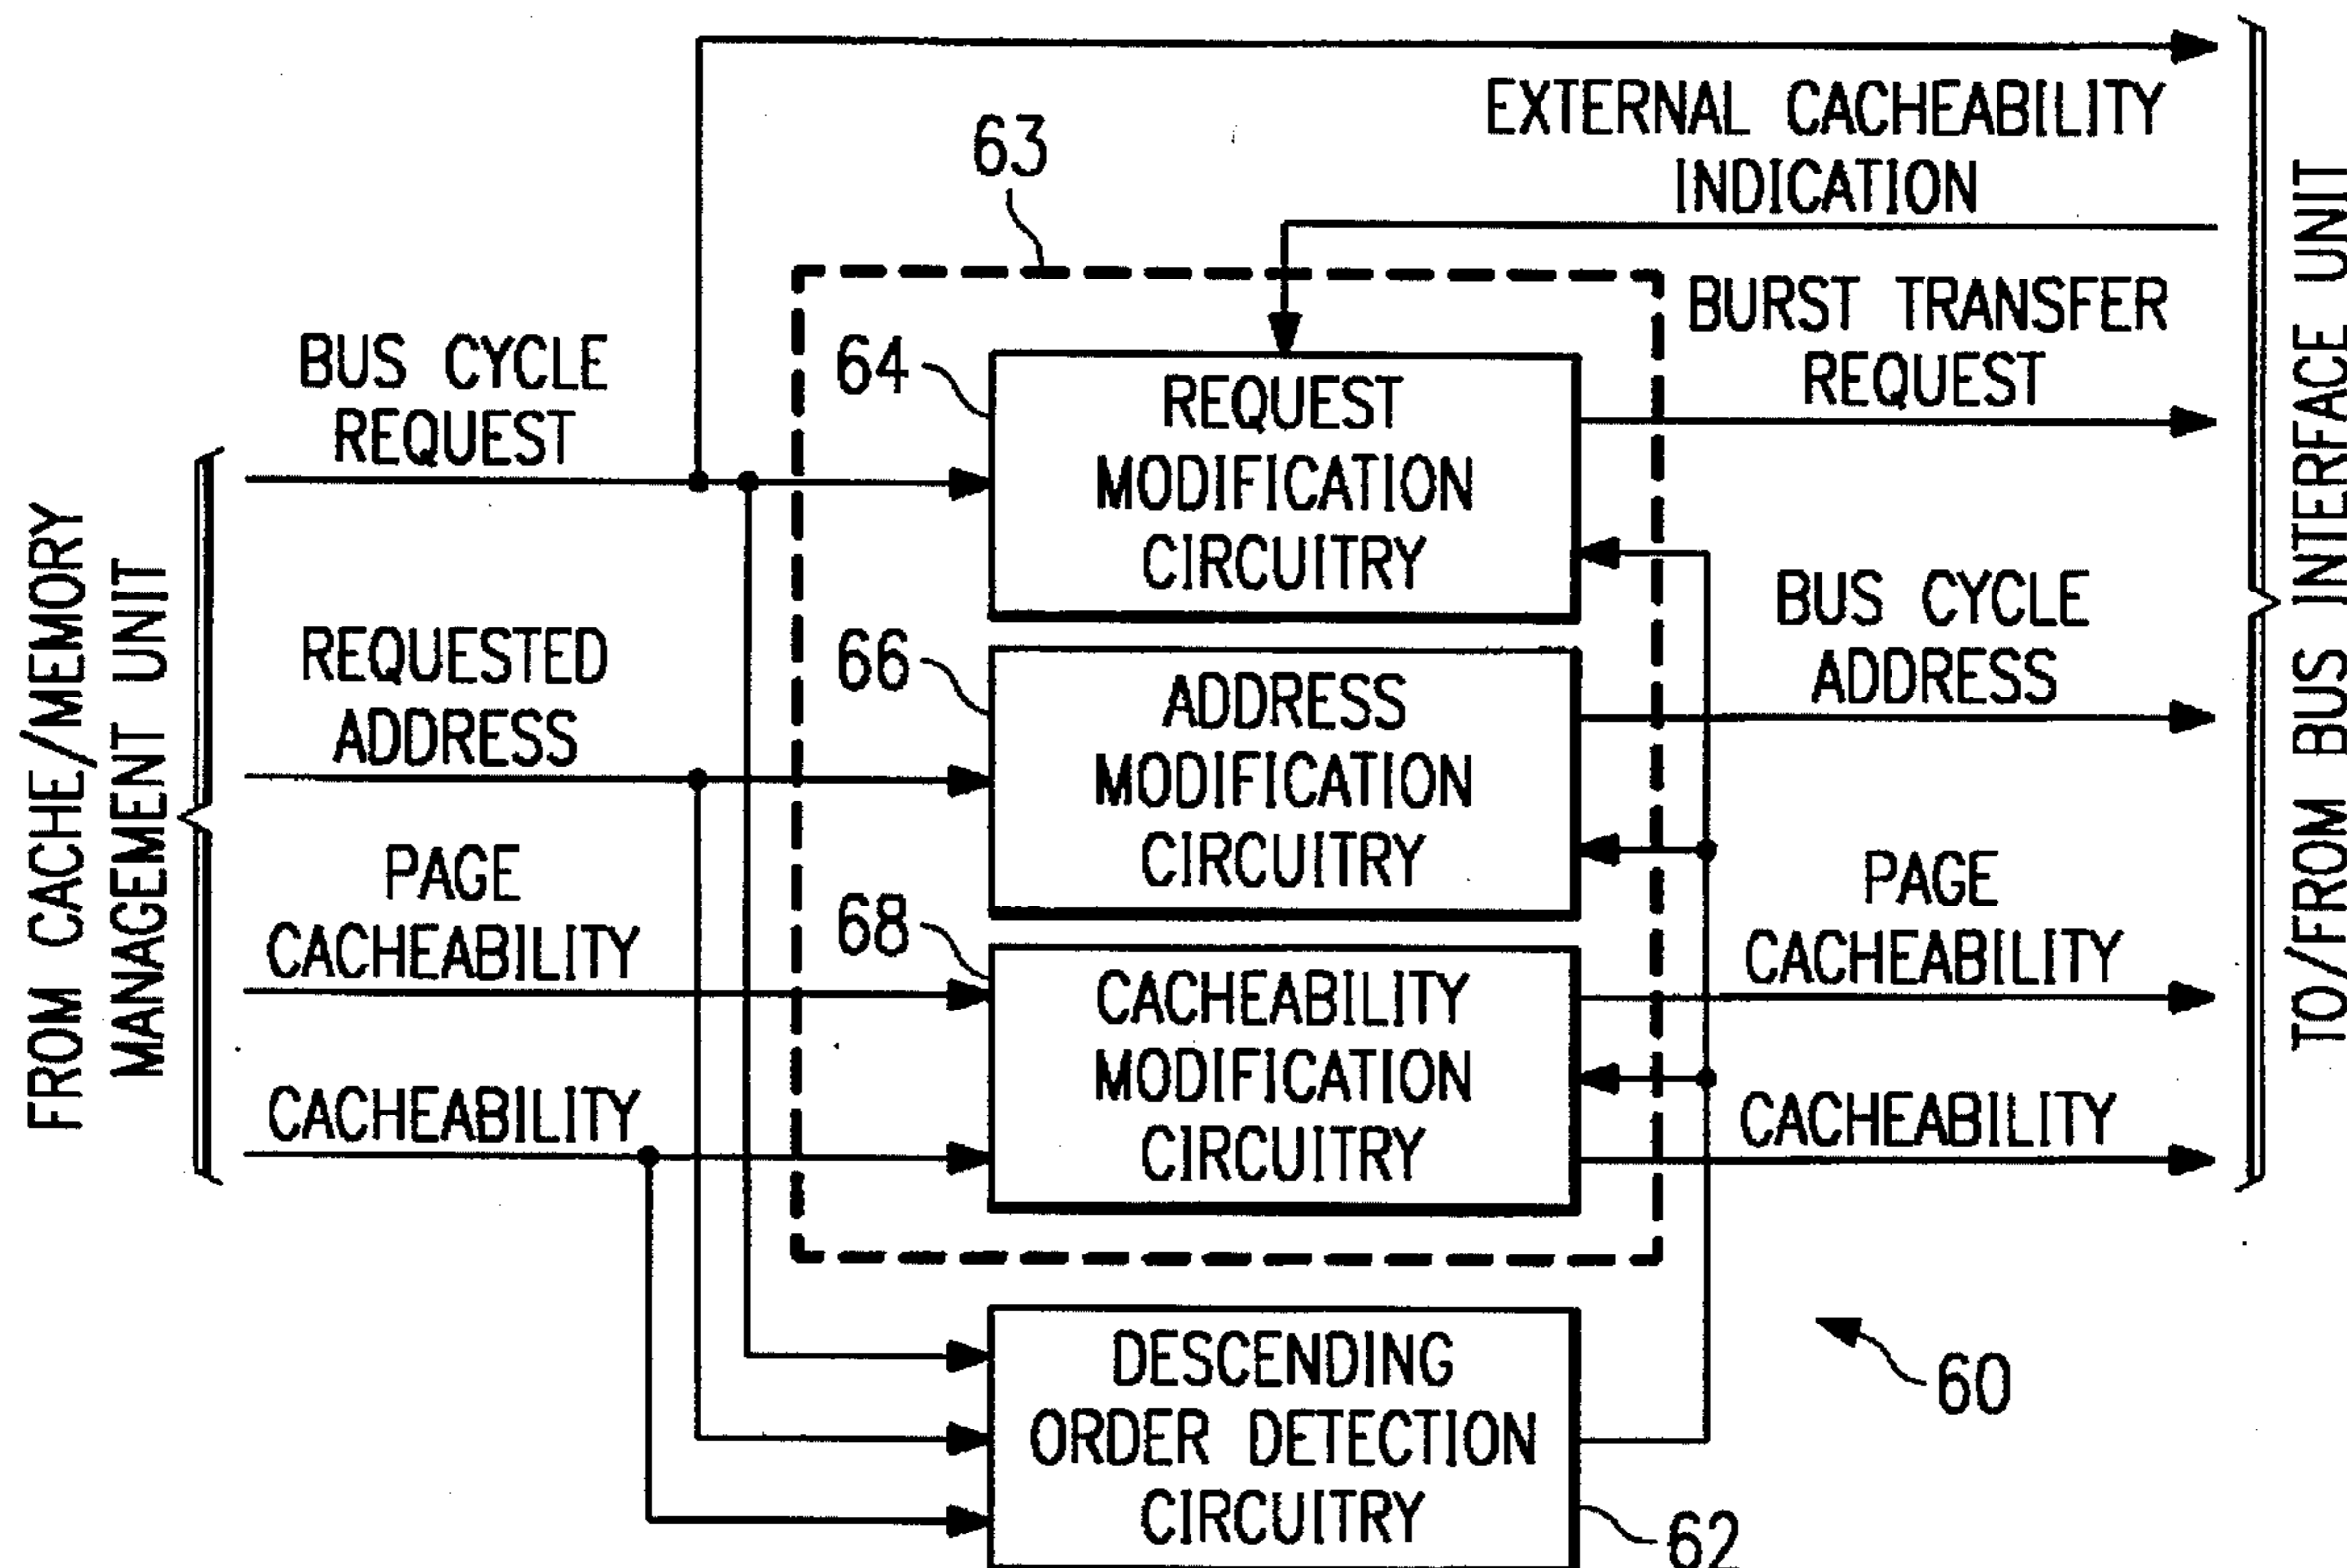 EXTERNAL CACHEABILITY
INDICATION
63
BURST TRANSFER
REQUEST
BUS CYCLE
REQUEST
64
REQUEST
MODIFICATION
CIRCUITRY
FROM CACHE/MEMORY
MANAGEMENT UNIT
TO/FROM BUS INTERFACE UNIT
REQUESTED
ADDRESS
66
ADDRESS
MODIFICATION
CIRCUITRY
BUS CYCLE
ADDRESS
PAGE
CACHEABILITY
68
CACHEABILITY
MODIFICATION
CIRCUITRY
PAGE
CACHEABILITY
CACHEABILITY
CACHEABILITY
DESCENDING
ORDER DETECTION
CIRCUITRY
60
62